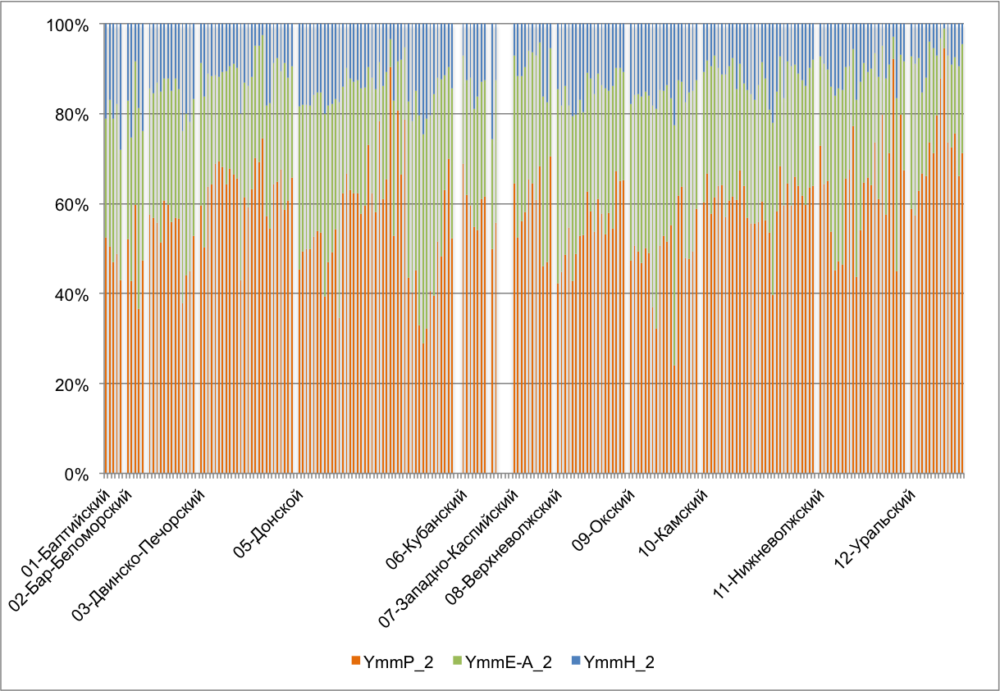 100%
80%
60%
40%
20%
0%
01-Балтийский
02-Бар-Беломорский
03-Двинско-Печорский
05-Донской
06-Кубанский
07-Западно-Каспийский
08-Верхневолжский
09-Окский
10-Камский
11-Нижневолжский
12-Уральский
YmmP_2 YmmE-A_2 YmmH_2